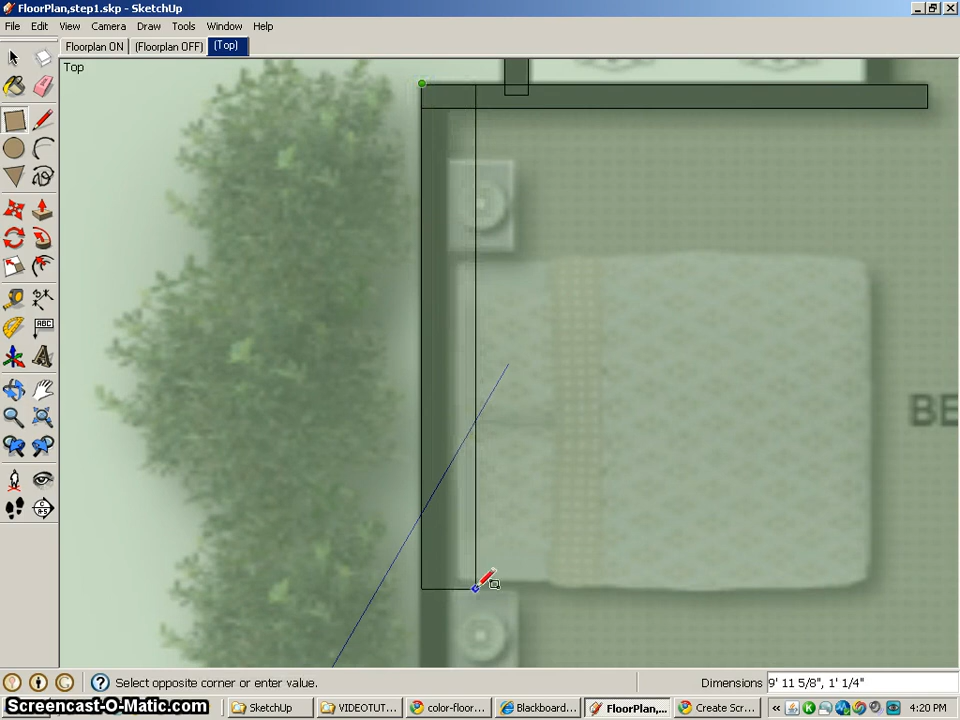 FloorPlan,step1.skp - SketchUp
File Edit View Camera Draw Tools Window Help
Floorplan ON (Floorplan OFF) (Top)
Top
ABC
BE
Select opposite corner or enter value.
Dimensions 9' 11 5/8", 1' 1/4"
Screencast-O-Matic.com
SketchUp
VIDEOTUT...
color-floor...
Blackboard...
FloorPlan,...
Create Scr...
4:20 PM